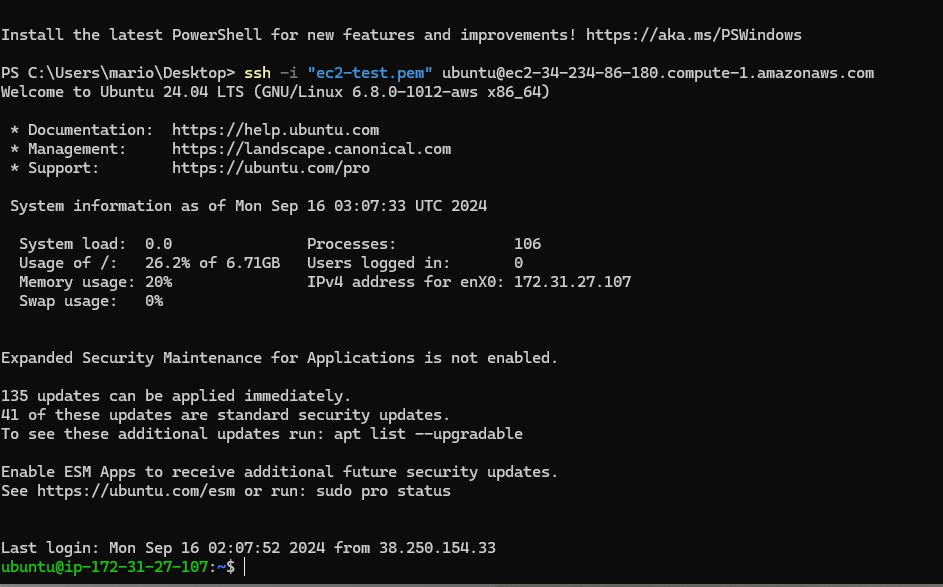 Install the latest PowerShell for new features and improvements! https://aka.ms/PSWindows
PS C:\Users\mario\Desktop> ssh -i "ec2-test.pem" ubuntu@ec2-34-234-86-180.compute-1.amazonaws.com
Welcome to Ubuntu 24.04 LTS (GNU/Linux 6.8.0-1012-aws x86_64)
* Documentation:  https://help.ubuntu.com
* Management:     https://landscape.canonical.com
* Support:        https://ubuntu.com/pro
System information as of Mon Sep 16 03:07:33 UTC 2024
System load:  0.0               Processes:             106
Usage of /:   26.2% of 6.71GB   Users logged in:       0
Memory usage: 20%               IPv4 address for enX0: 172.31.27.107
Swap usage:   0%
Expanded Security Maintenance for Applications is not enabled.
135 updates can be applied immediately.
41 of these updates are standard security updates.
To see these additional updates run: apt list --upgradable
Enable ESM Apps to receive additional future security updates.
See https://ubuntu.com/esm or run: sudo pro status
Last login: Mon Sep 16 02:07:52 2024 from 38.250.154.33
ubuntu@ip-172-31-27-107:~$